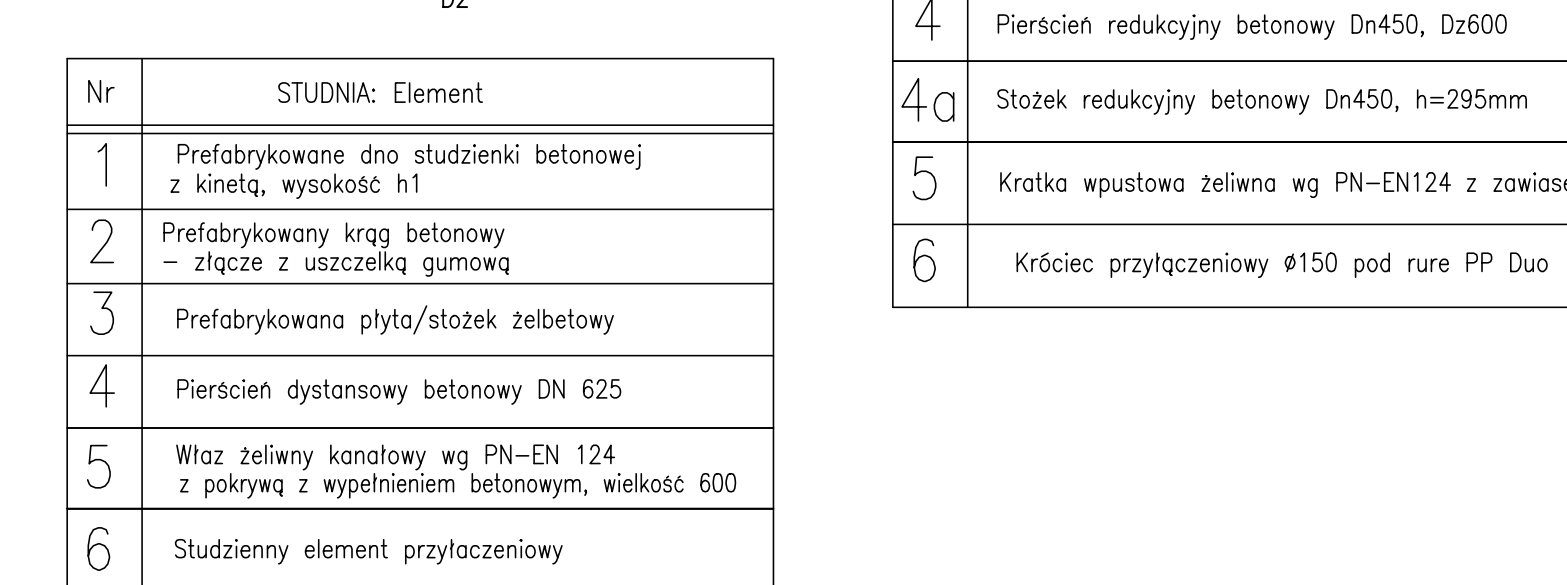 Nr STUDNIA: Element
1 Prefabrykowane dno studzienki betonowej
z kinetą, wysokość h1
2 Prefabrykowany krąg betonowy
– złącze z uszczelką gumową
3 Prefabrykowana płyta/stożek żelbetowy
4 Pierścień dystansowy betonowy DN 625
5 Właz żeliwny kanałowy wg PN–EN 124
z pokrywą z wypełnieniem betonowym, wielkość 600
6 Studzienny element przyłaczeniowy
4 Pierścień redukcyjny betonowy Dn450, Dz600
4a Stożek redukcyjny betonowy Dn450, h=295mm
5 Kratka wpustowa żeliwna wg PN–EN124 z
6 Króciec przyłączeniowy ø150 pod rure PP Duo